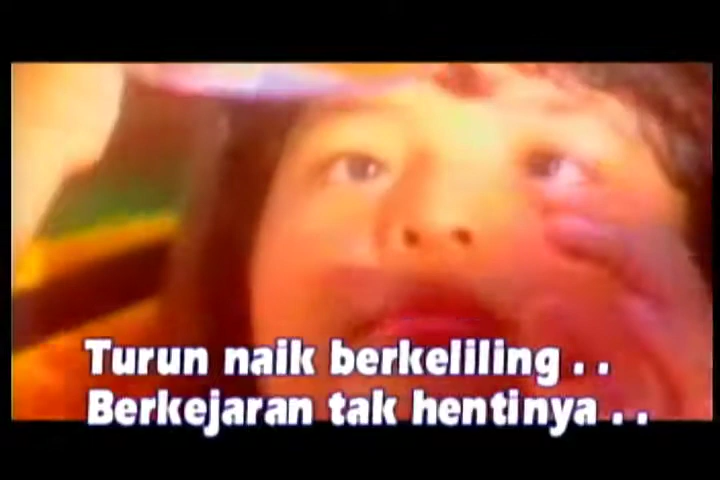 Turun naik berkeliling . .
Berkejaran tak hentinya . .